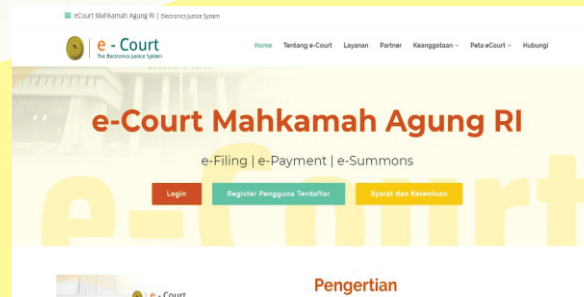 eCourt Mahkamah Agung RI | Electronics Justice System
e - Court
The Electronics Justice System
Home Tentang e-Court Layanan Partner Keanggotaan Peta eCourt Hubungi
e-Court Mahkamah Agung RI
e-Filing | e-Payment | e-Summons
Login Register Pengguna Terdaftar Syarat dan Ketentuan
e-Court
e - Court
Pengertian